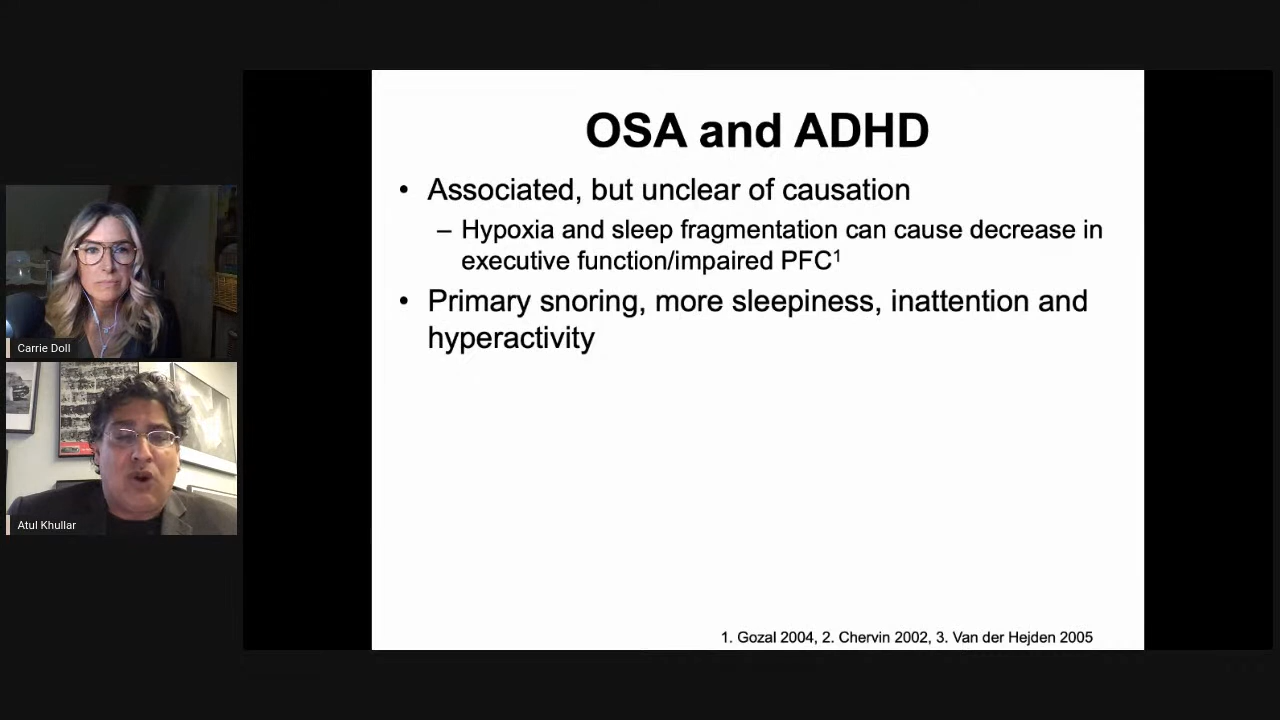 OSA and ADHD
• Associated, but unclear of causation
– Hypoxia and sleep fragmentation can cause decrease in
executive function/impaired PFC¹
• Primary snoring, more sleepiness, inattention and
hyperactivity
1. Gozal 2004, 2. Chervin 2002, 3. Van der Hejden 2005
Carrie Doll
Atul Khullar